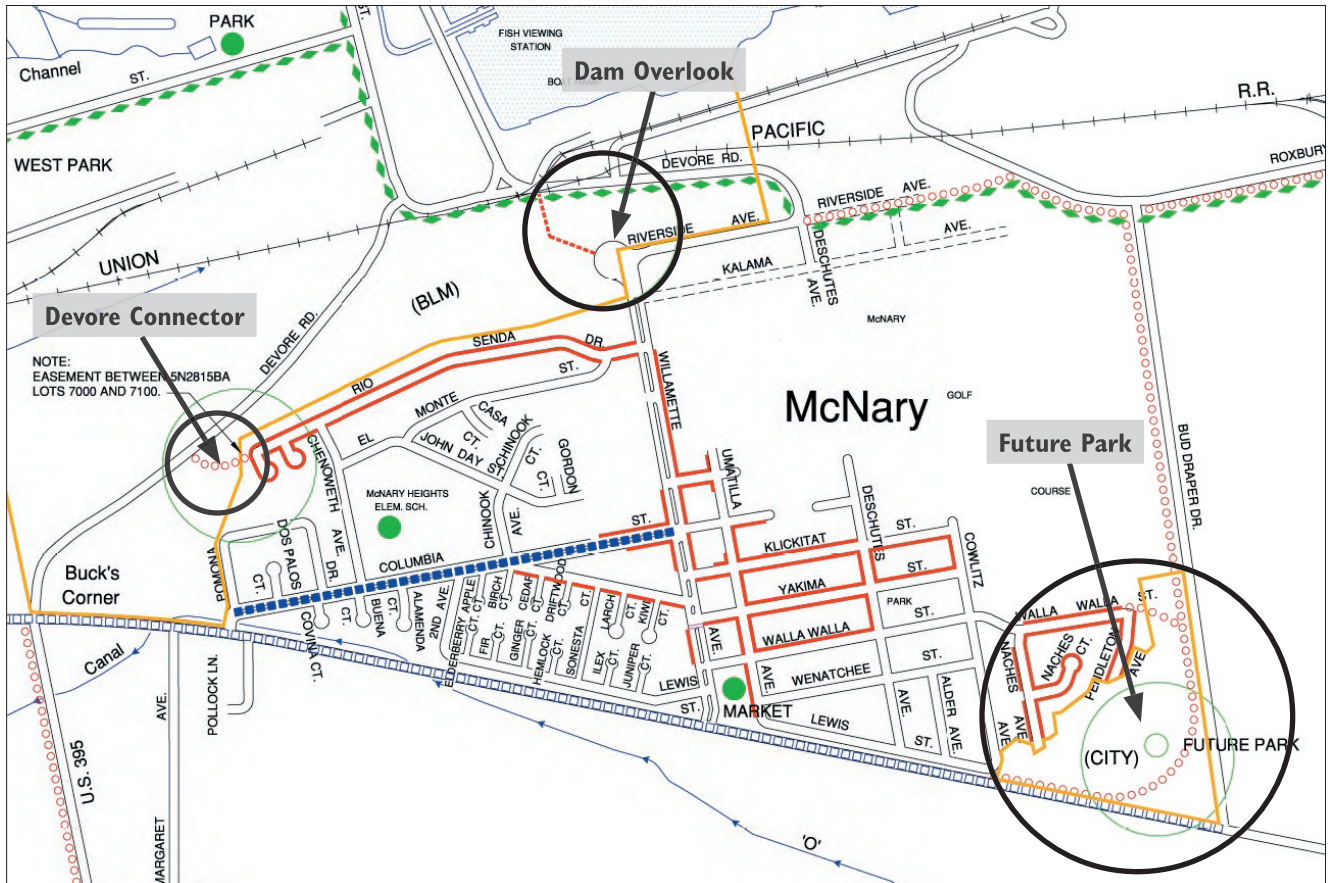 PARK
ST.
FISH VIEWING
STATION
Dam Overlook
Channel
ST.
R.R.
PACIFIC
DEVORE RD.
ROXBURY
WEST PARK
RIVERSIDE AVE.
RIVERSIDE AVE.
AVE.
UNION
KALAMA
DESCHUTES
AVE.
(BLM)
McNARY
Devore Connector
DEVORE RD.
NOTE:
EASEMENT BETWEEN 5N2815BA
LOTS 7000 AND 7100.
RIO SENDA DR.
EL MONTE ST.
WILLAMETTE
McNary
GOLF
CASA
CT.
JOHN DAY
CHINOOK
CT.
GORDON
CT.
CHENOWETH AVE.
UMATILLA
Future Park
COURSE
BUD DRAPER DR.
McNARY HEIGHTS
ELEM. SCH.
CHINOOK
AVE.
DESCHUTES
ST.
ST.
KLICKITAT
COWLITZ
DOS PALOS
DR.
CT.
POMONA
COLUMBIA
Buck's
Corner
ST.
YAKIMA
PARK
ST.
WALLA WALLA ST.
WALLA WALLA
COVINA CT.
BUENA
CT.
ALAMENDA
CT.
2ND AVE.
ELDERBERRY CT.
APPLE
CT.
FIR
CT.
BIRCH
CT.
GINGER
CT.
CEDAR
CT.
HEMLOCK
CT.
DRIFTWOOD
CT.
SONESTA
CT.
LARCH
CT.
ILEX
CT.
KIWI
CT.
JUNIPER
CT.
NACHES
AVE.
NACHES
CT.
PENDLETON
AVE
AVE.
AVE.
WENATCHEE
ST.
Canal
POLLOCK LN.
LEWIS
ST.
MARKET
LEWIS
ST.
AVE.
ALDER
AVE.
AVE.
(CITY)
FUTURE PARK
U.S. 395
AVE.
MARGARET
'O'